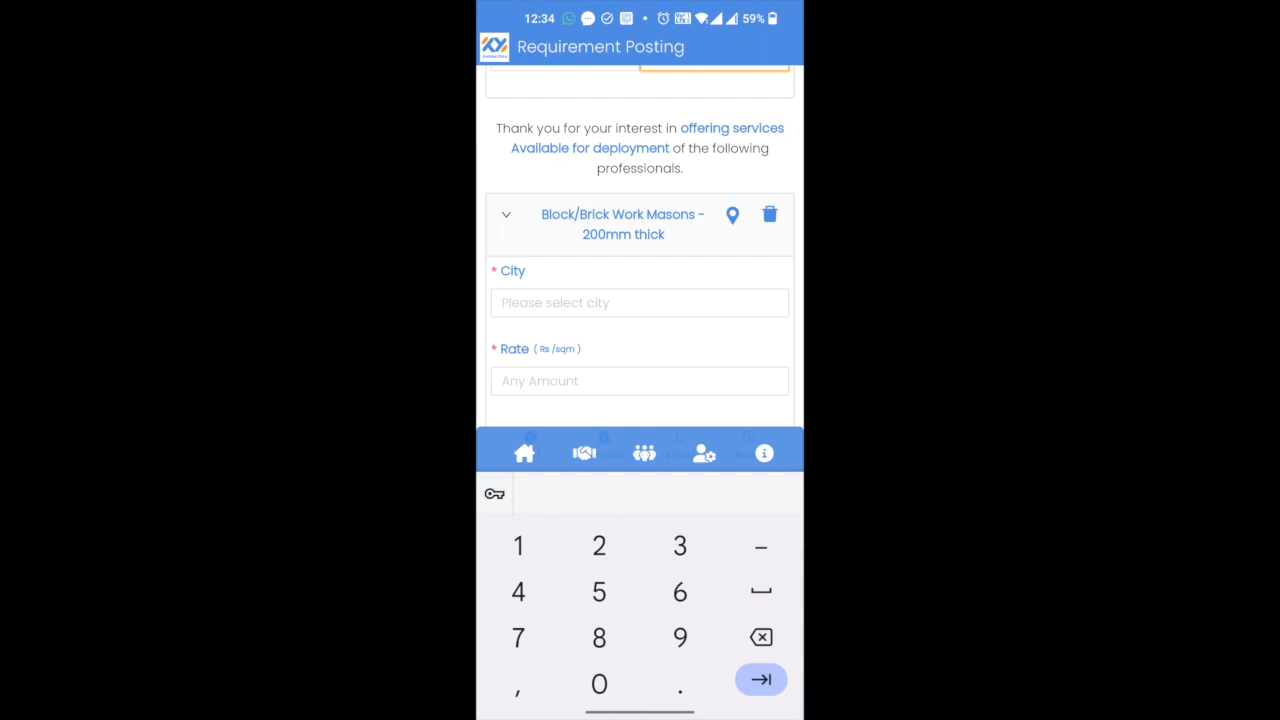 12:34
59%
Requirement Posting
Thank you for your interest in offering services
Available for deployment of the following
professionals.
Block/Brick Work Masons -
200mm thick
* City
Please select city
* Rate ( Rs /sqm )
Any Amount
1 2 3 –
4 5 6
7 8 9
, 0 .